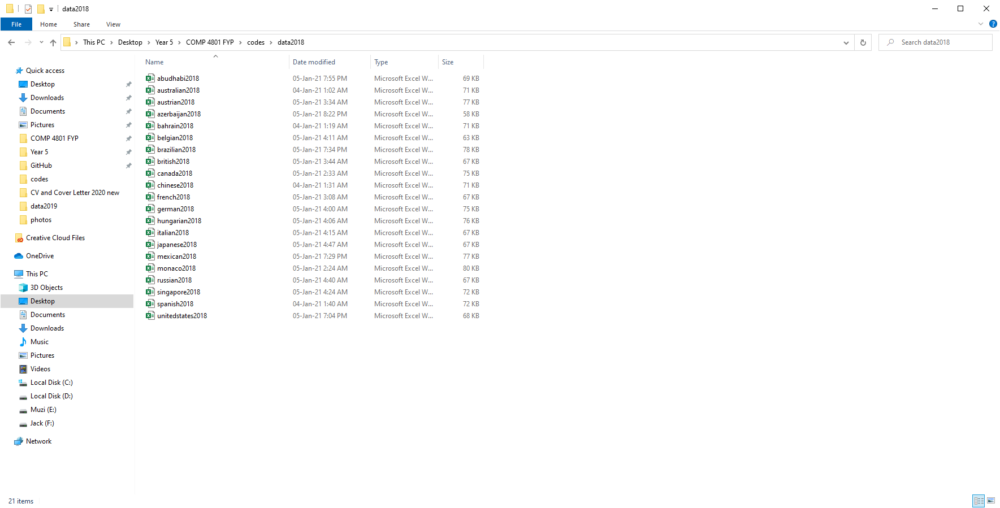 data2018
File Home Share View
This PC Desktop Year 5 COMP 4801 FYP codes data2018
Search data2018
Quick access
Desktop
Downloads
Documents
Pictures
COMP 4801 FYP
Year 5
GitHub
codes
CV and Cover Letter 2020 new
data2019
photos
Creative Cloud Files
OneDrive
This PC
3D Objects
Desktop
Documents
Downloads
Music
Pictures
Videos
Local Disk (C:)
Local Disk (D:)
Muzi (E:)
Jack (F:)
Network
Name Date modified Type Size
abudhabi2018 05-Jan-21 7:55 PM Microsoft Excel W... 69 KB
australian2018 04-Jan-21 1:02 AM Microsoft Excel W... 71 KB
austrian2018 05-Jan-21 3:34 AM Microsoft Excel W... 77 KB
azerbaijan2018 05-Jan-21 8:22 PM Microsoft Excel W... 58 KB
bahrain2018 04-Jan-21 1:19 AM Microsoft Excel W... 71 KB
belgian2018 05-Jan-21 4:11 AM Microsoft Excel W... 63 KB
brazilian2018 05-Jan-21 7:34 PM Microsoft Excel W... 78 KB
british2018 05-Jan-21 3:44 AM Microsoft Excel W... 67 KB
canada2018 05-Jan-21 2:33 AM Microsoft Excel W... 75 KB
chinese2018 04-Jan-21 1:31 AM Microsoft Excel W... 71 KB
french2018 05-Jan-21 3:08 AM Microsoft Excel W... 67 KB
german2018 05-Jan-21 4:00 AM Microsoft Excel W... 75 KB
hungarian2018 05-Jan-21 4:06 AM Microsoft Excel W... 76 KB
italian2018 05-Jan-21 4:15 AM Microsoft Excel W... 67 KB
japanese2018 05-Jan-21 4:47 AM Microsoft Excel W... 67 KB
mexican2018 05-Jan-21 7:29 PM Microsoft Excel W... 77 KB
monaco2018 05-Jan-21 2:24 AM Microsoft Excel W... 80 KB
russian2018 05-Jan-21 4:40 AM Microsoft Excel W... 67 KB
singapore2018 05-Jan-21 4:24 AM Microsoft Excel W... 72 KB
spanish2018 04-Jan-21 1:40 AM Microsoft Excel W... 72 KB
unitedstates2018 05-Jan-21 7:04 PM Microsoft Excel W... 68 KB
21 items